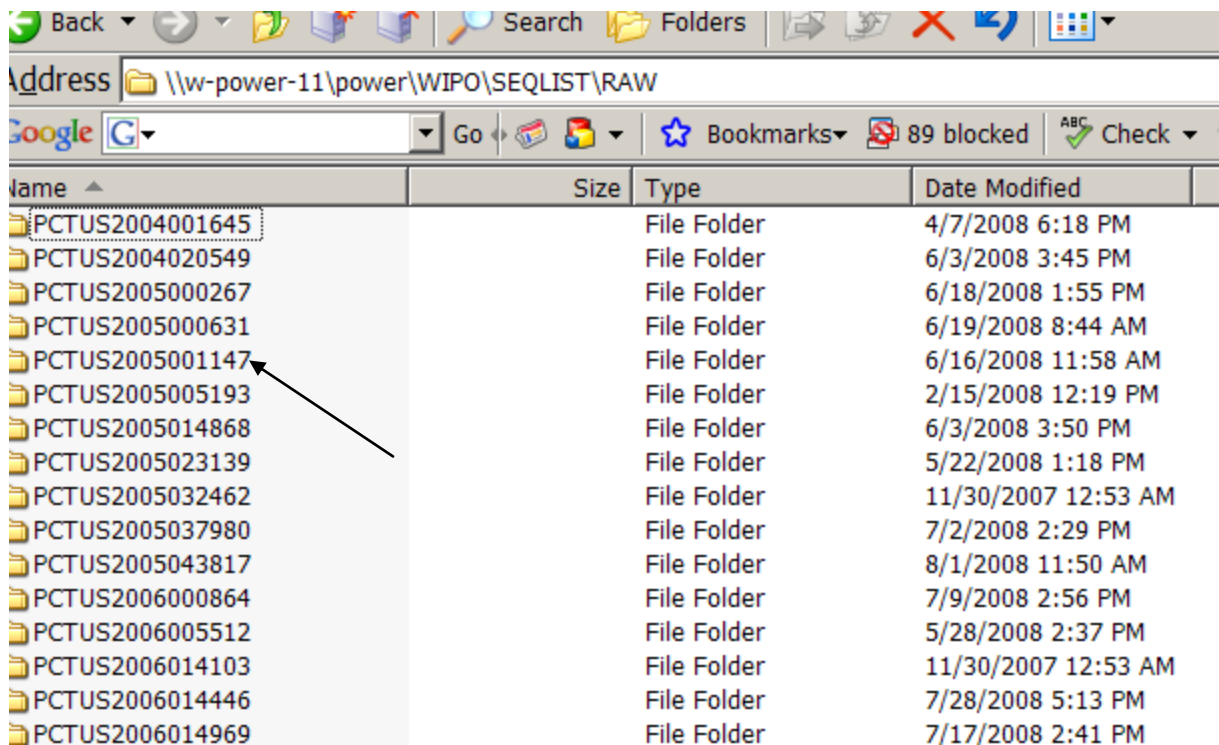 Back Search Folders
Address \\w-power-11\power\WIPO\SEQLIST\RAW
Google G Go Bookmarks 89 blocked ABC Check
Name Size Type Date Modified
PCTUS2004001645 File Folder 4/7/2008 6:18 PM
PCTUS2004020549 File Folder 6/3/2008 3:45 PM
PCTUS2005000267 File Folder 6/18/2008 1:55 PM
PCTUS2005000631 File Folder 6/19/2008 8:44 AM
PCTUS2005001147 File Folder 6/16/2008 11:58 AM
PCTUS2005005193 File Folder 2/15/2008 12:19 PM
PCTUS2005014868 File Folder 6/3/2008 3:50 PM
PCTUS2005023139 File Folder 5/22/2008 1:18 PM
PCTUS2005032462 File Folder 11/30/2007 12:53 AM
PCTUS2005037980 File Folder 7/2/2008 2:29 PM
PCTUS2005043817 File Folder 8/1/2008 11:50 AM
PCTUS2006000864 File Folder 7/9/2008 2:56 PM
PCTUS2006005512 File Folder 5/28/2008 2:37 PM
PCTUS2006014103 File Folder 11/30/2007 12:53 AM
PCTUS2006014446 File Folder 7/28/2008 5:13 PM
PCTUS2006014969 File Folder 7/17/2008 2:41 PM